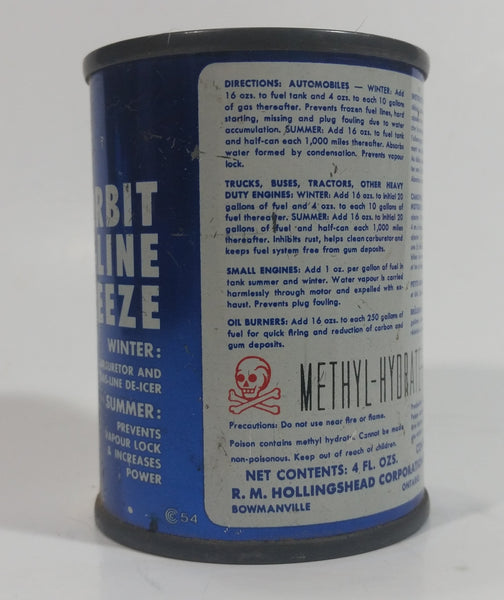 RBIT
LINE
EEZE
WINTER:
CARBURETOR AND
GAS-LINE DE-ICER
SUMMER:
PREVENTS
VAPOUR LOCK
& INCREASES
POWER
© 54
DIRECTIONS: AUTOMOBILES — WINTER: Add
16 ozs. to fuel tank and 4 ozs. to each 10 gallons
of gas thereafter. Prevents frozen fuel lines, hard
starting, missing and plug fouling due to water
accumulation. SUMMER: Add 16 ozs. to fuel tank
and half-can each 1,000 miles thereafter. Absorbs
water formed by condensation. Prevents vapour
lock.
TRUCKS, BUSES, TRACTORS, OTHER HEAVY
DUTY ENGINES: WINTER: Add 16 ozs. to initial 20
gallons of fuel and 4 ozs. to each 10 gallons of
fuel thereafter. SUMMER: Add 16 ozs. to initial 20
gallons of fuel and half-can each 1,000 miles
thereafter. Inhibits rust, helps clean carburetor and
keeps fuel system free from gum deposits.
SMALL ENGINES: Add 1 oz. per gallon of fuel in
tank summer and winter. Water vapour is carried
harmlessly through motor and expelled with ex-
haust. Prevents plug fouling.
OIL BURNERS: Add 16 ozs. to each 250 gallons of
fuel for quick firing and reduction of carbon and
gum deposits.
METHYL-HYDRAT
Precautions: Do not use near fire or flame.
Poison contains methyl hydrate. Cannot be made
non-poisonous. Keep out of reach of children.
NET CONTENTS: 4 FL. OZS.
R. M. HOLLINGSHEAD CORPORATION
BOWMANVILLE ONTARIO